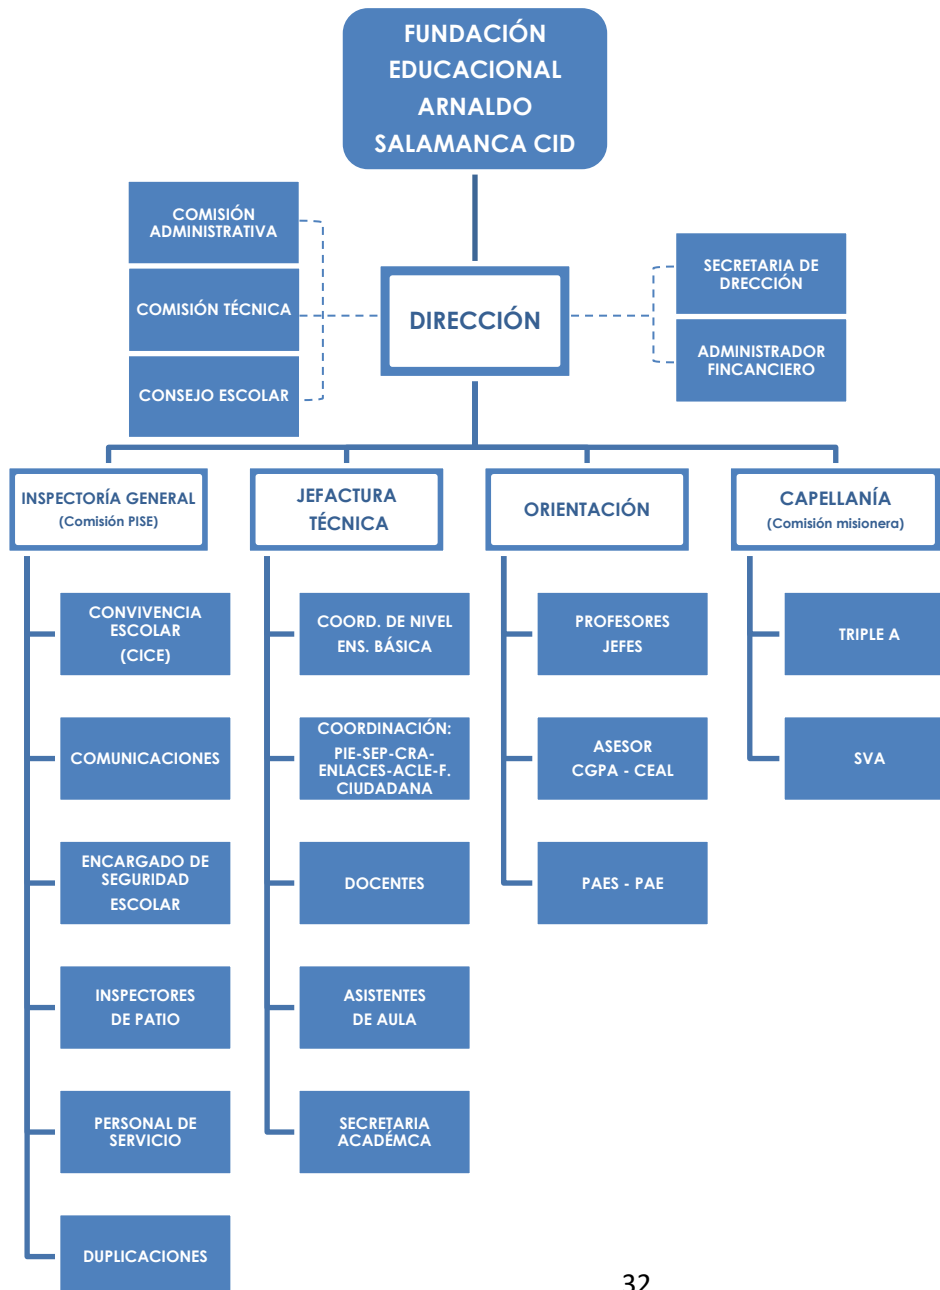 FUNDACIÓN
EDUCACIONAL
ARNALDO
SALAMANCA CID
COMISIÓN
ADMINISTRATIVA
COMISIÓN TÉCNICA
CONSEJO ESCOLAR
DIRECCIÓN
SECRETARIA DE
DRECCIÓN
ADMINISTRADOR
FINCANCIERO
INSPECTORÍA GENERAL
(Comisión PISE)
JEFACTURA
TÉCNICA
ORIENTACIÓN
CAPELLANÍA
(Comisión misionera)
CONVIVENCIA
ESCOLAR
(CICE)
COMUNICACIONES
ENCARGADO DE
SEGURIDAD
ESCOLAR
INSPECTORES
DE PATIO
PERSONAL DE
SERVICIO
DUPLICACIONES
COORD. DE NIVEL
ENS. BÁSICA
COORDINACIÓN:
PIE-SEP-CRA-
ENLACES-ACLE-F.
CIUDADANA
DOCENTES
ASISTENTES
DE AULA
SECRETARIA
ACADÉMCA
PROFESORES
JEFES
ASESOR
CGPA - CEAL
PAES - PAE
TRIPLE A
SVA
32